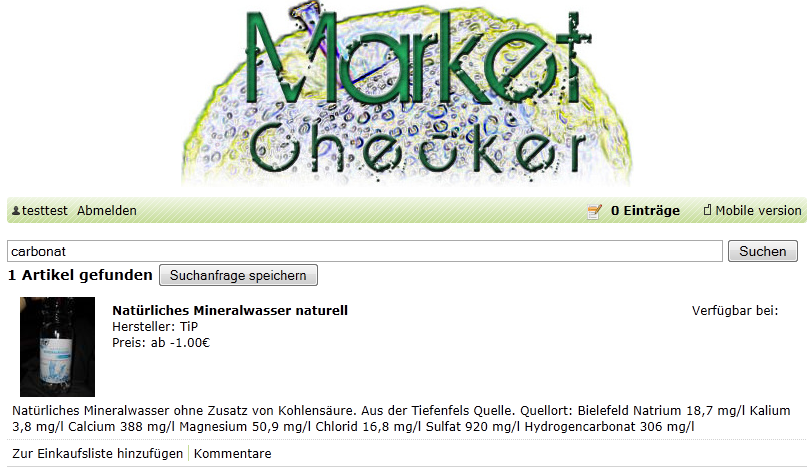 Market
Checker
testtest Abmelden 0 Einträge Mobile version
carbonat Suchen
1 Artikel gefunden Suchanfrage speichern
Natürliches Mineralwasser naturell Verfügbar bei:
Hersteller: TiP
Preis: ab -1.00€
Natürliches Mineralwasser ohne Zusatz von Kohlensäure. Aus der Tiefenfels Quelle. Quellort: Bielefeld Natrium 18,7 mg/l Kalium
3,8 mg/l Calcium 388 mg/l Magnesium 50,9 mg/l Chlorid 16,8 mg/l Sulfat 920 mg/l Hydrogencarbonat 306 mg/l
Zur Einkaufsliste hinzufügen Kommentare